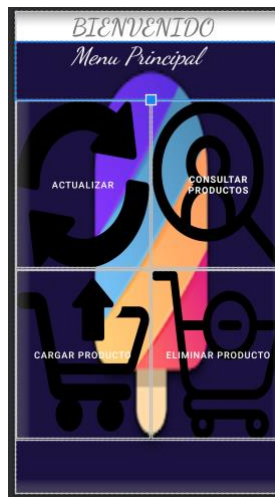 BIENVENIDO
Menu Principal
ACTUALIZAR
CONSULTAR
PRODUCTOS
CARGAR PRODUCTO
ELIMINAR PRODUCTO